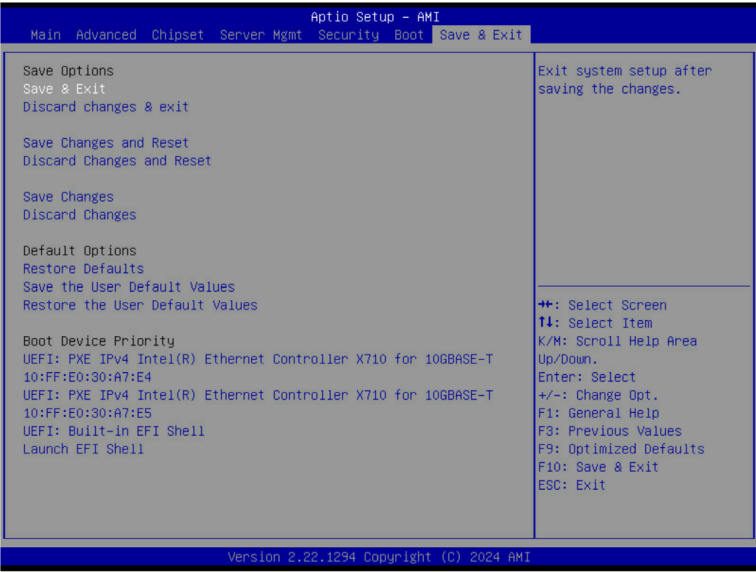 Aptio Setup – AMI
Main Advanced Chipset Server Mgmt Security Boot Save & Exit
Save Options
Save & Exit
Discard changes & exit
Save Changes and Reset
Discard Changes and Reset
Save Changes
Discard Changes
Default Options
Restore Defaults
Save the User Default Values
Restore the User Default Values
Boot Device Priority
UEFI: PXE IPv4 Intel(R) Ethernet Controller X710 for 10GBASE-T
10:FF:E0:30:A7:E4
UEFI: PXE IPv4 Intel(R) Ethernet Controller X710 for 10GBASE-T
10:FF:E0:30:A7:E5
UEFI: Built-in EFI Shell
Launch EFI Shell
Exit system setup after
saving the changes.
→←: Select Screen
↑↓: Select Item
K/M: Scroll Help Area
Up/Down.
Enter: Select
+/-: Change Opt.
F1: General Help
F3: Previous Values
F9: Optimized Defaults
F10: Save & Exit
ESC: Exit
Version 2.22.1294 Copyright (C) 2024 AMI